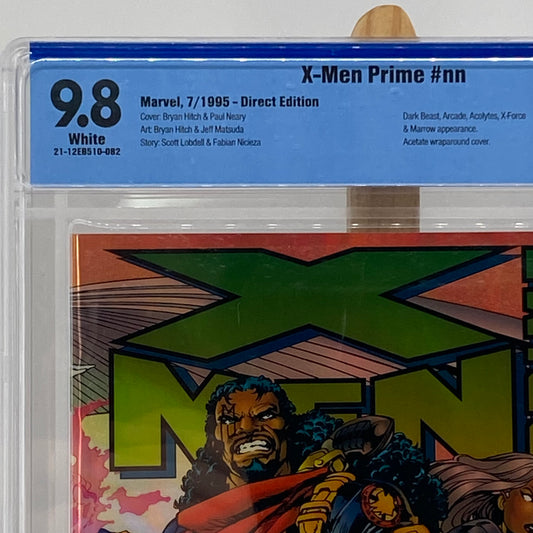 X-Men Prime #nn
9.8
White
21-12EB510-0B2
Marvel, 7/1995 - Direct Edition
Cover: Bryan Hitch & Paul Neary
Art: Bryan Hitch & Jeff Matsuda
Story: Scott Lobdell & Fabian Nicieza
Dark Beast, Arcade, Acolytes, X-Force
& Marrow appearance.
Acetate wraparound cover.
X
MEN